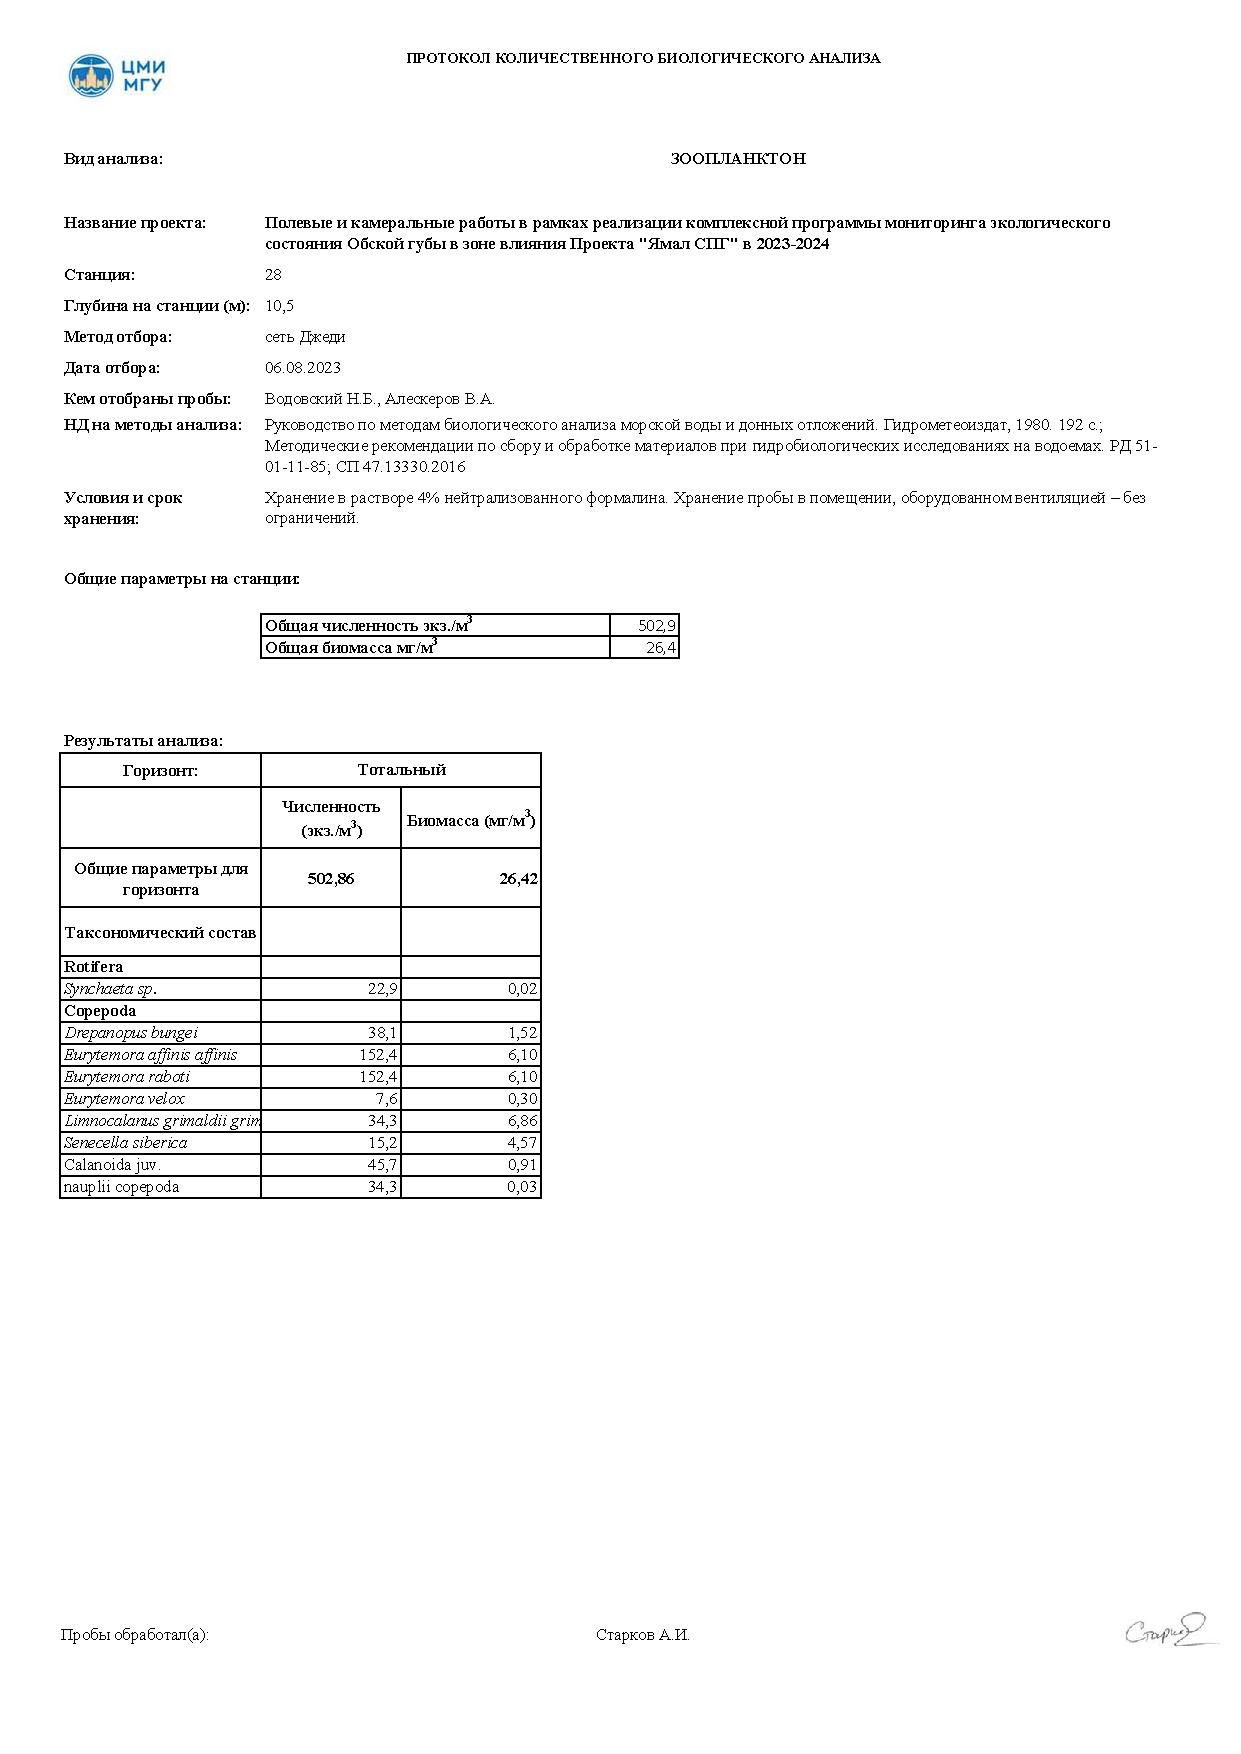 ЦМИ
МГУ
ПРОТОКОЛ КОЛИЧЕСТВЕННОГО БИОЛОГИЧЕСКОГО АНАЛИЗА
Вид анализа: ЗООПЛАНКТОН
Название проекта: Полевые и камеральные работы в рамках реализации комплексной программы мониторинга экологического
состояния Обской губы в зоне влияния Проекта "Ямал СПГ" в 2023-2024
Станция: 28
Глубина на станции (м): 10,5
Метод отбора: сеть Джеди
Дата отбора: 06.08.2023
Кем отобраны пробы: Водовский Н.Б., Алескеров В.А.
НД на методы анализа: Руководство по методам биологического анализа морской воды и донных отложений. Гидрометеоиздат, 1980. 192 с.;
Методические рекомендации по сбору и обработке материалов при гидробиологических исследованиях на водоемах. РД 51-
01-11-85; СП 47.13330.2016
Условия и срок Хранение в растворе 4% нейтрализованного формалина. Хранение пробы в помещении, оборудованном вентиляцией – без
хранения: ограничений.
Общие параметры на станции:
Общая численность экз./м³ 502,9
Общая биомасса мг/м³ 26,4
Результаты анализа:
Горизонт: Тотальный
Численность
(экз./м³) Биомасса (мг/м³)
Общие параметры для
горизонта 502,86 26,42
Таксономический состав
Rotifera
Synchaeta sp. 22,9 0,02
Copepoda
Drepanopus bungei 38,1 1,52
Eurytemora affinis affinis 152,4 6,10
Eurytemora raboti 152,4 6,10
Eurytemora velox 7,6 0,30
Limnocalanus grimaldii grim 34,3 6,86
Senecella siberica 15,2 4,57
Calanoida juv. 45,7 0,91
nauplii copepoda 34,3 0,03
Пробы обработал(а): Старков А.И.